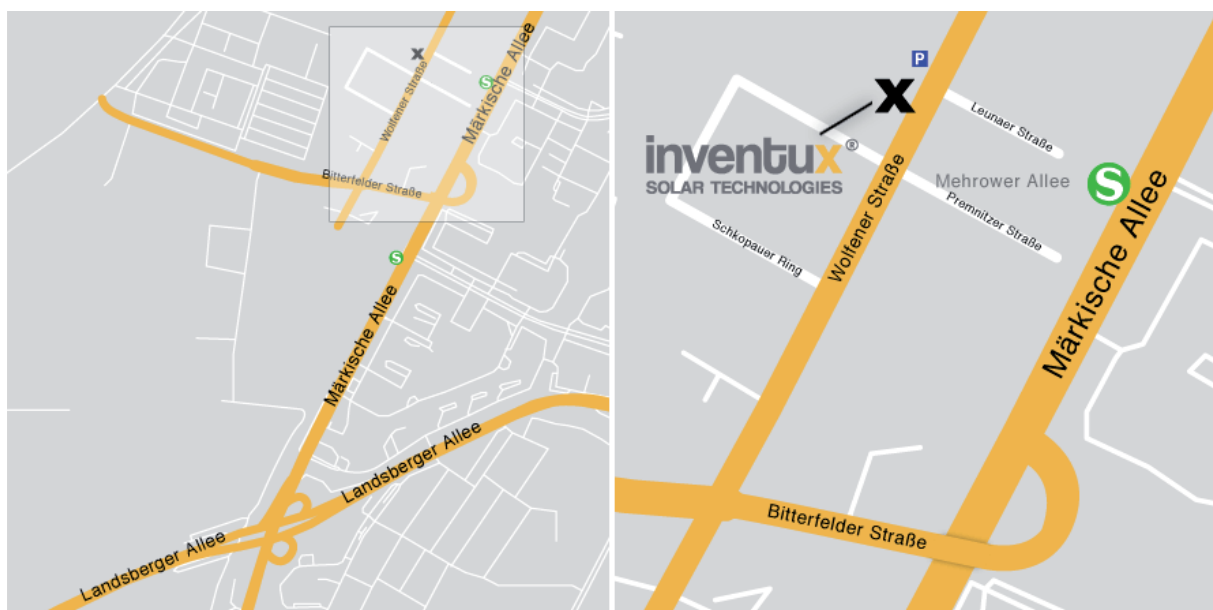 Märkische Allee
S
x
Wolfener Straße
Bitterfelder Straße
S
Märkische Allee
Landsberger Allee
Landsberger Allee
P
x
Leunaer Straße
inventux®
SOLAR TECHNOLOGIES
Mehrower Allee
S
Premnitzer Straße
Wolfener Straße
Schkopauer Ring
Märkische Allee
Bitterfelder Straße